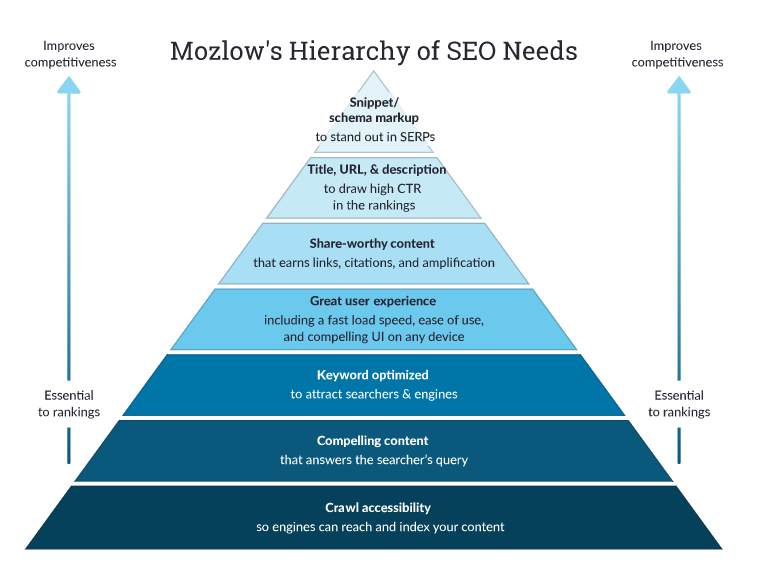 Mozlow's Hierarchy of SEO Needs
Improves
competitiveness
Improves
competitiveness
Snippet/
schema markup
to stand out in SERPs
Title, URL, & description
to draw high CTR
in the rankings
Share-worthy content
that earns links, citations, and amplification
Great user experience
including a fast load speed, ease of use,
and compelling UI on any device
Keyword optimized
to attract searchers & engines
Essential
to rankings
Essential
to rankings
Compelling content
that answers the searcher's query
Crawl accessibility
so engines can reach and index your content